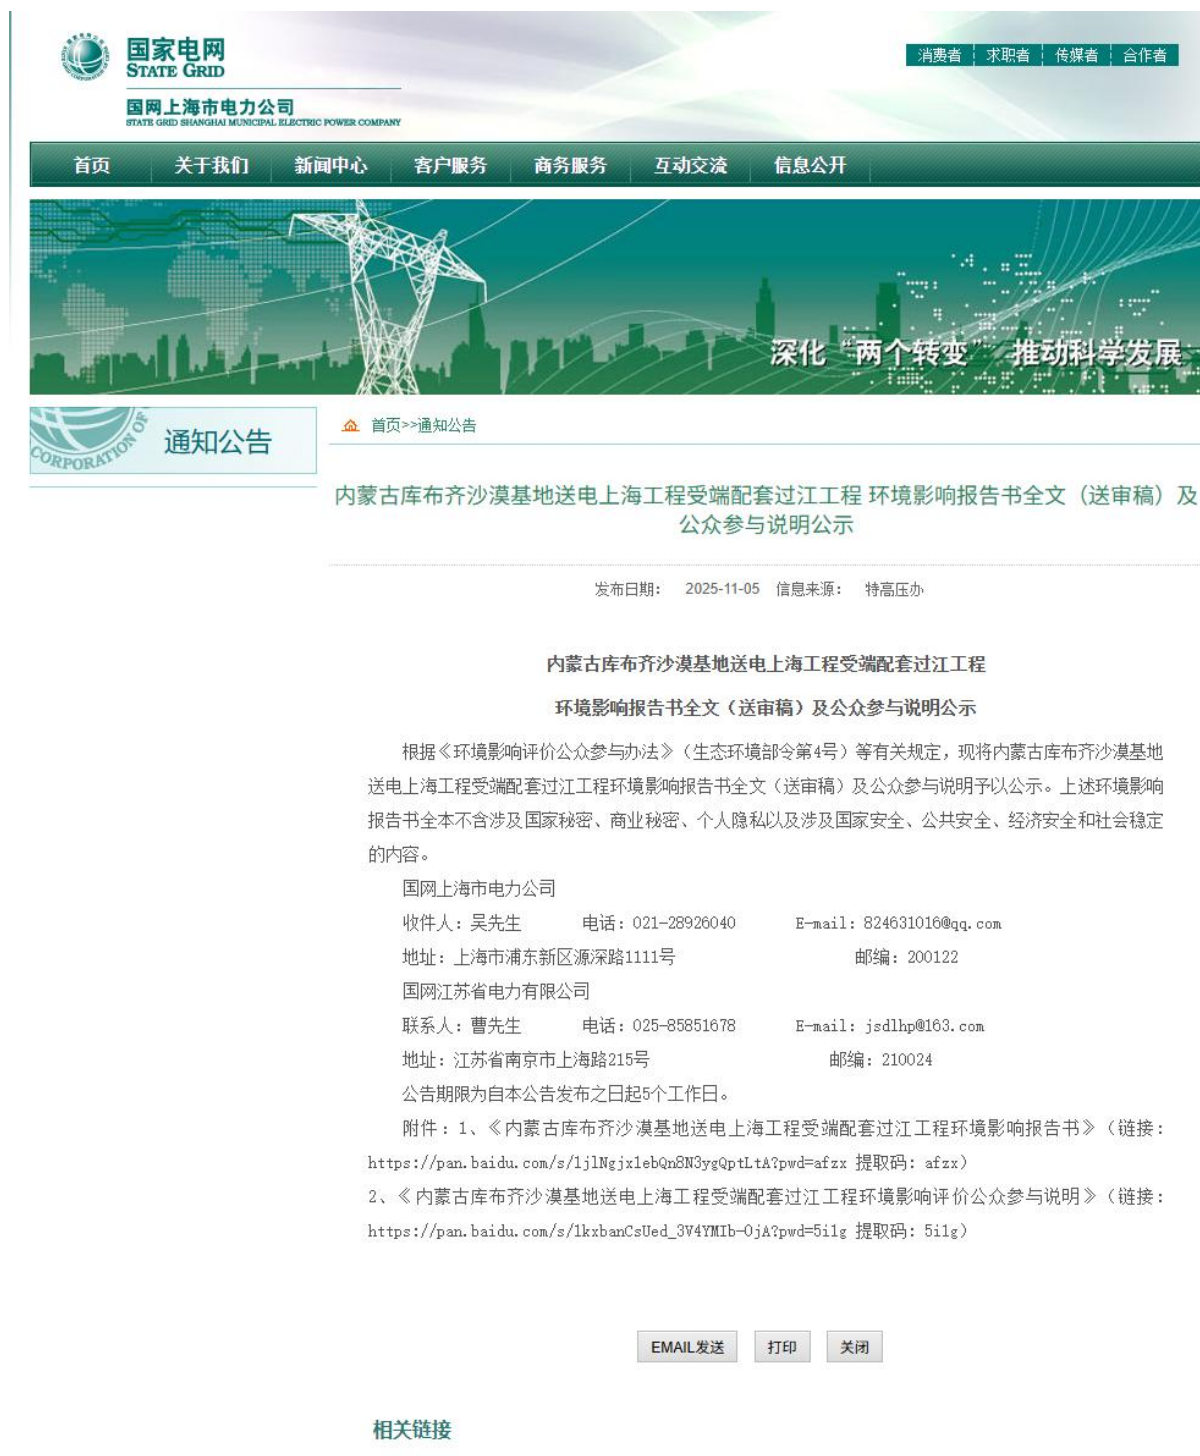 国家电网
STATE GRID
国网上海市电力公司
STATE GRID SHANGHAI MUNICIPAL ELECTRIC POWER COMPANY
消费者 求职者 传媒者 合作者
首页 关于我们 新闻中心 客户服务 商务服务 互动交流 信息公开
深化“两个转变” 推动科学发展
CORPORATION OF
通知公告
首页>>通知公告
内蒙古库布齐沙漠基地送电上海工程受端配套过江工程 环境影响报告书全文（送审稿）及
公众参与说明公示
发布日期： 2025-11-05 信息来源： 特高压办
内蒙古库布齐沙漠基地送电上海工程受端配套过江工程
环境影响报告书全文（送审稿）及公众参与说明公示
根据《环境影响评价公众参与办法》（生态环境部令第4号）等有关规定，现将内蒙古库布齐沙漠基地
送电上海工程受端配套过江工程环境影响报告书全文（送审稿）及公众参与说明予以公示。上述环境影响
报告书全本不含涉及国家秘密、商业秘密、个人隐私以及涉及国家安全、公共安全、经济安全和社会稳定
的内容。
国网上海市电力公司
收件人：吴先生 电话：021-28926040 E-mail：824631016@qq.com
地址：上海市浦东新区源深路1111号 邮编：200122
国网江苏省电力有限公司
联系人：曹先生 电话：025-85851678 E-mail：jsdlhp@163.com
地址：江苏省南京市上海路215号 邮编：210024
公告期限为自本公告发布之日起5个工作日。
附件：1、《内蒙古库布齐沙漠基地送电上海工程受端配套过江工程环境影响报告书》（链接：
https://pan.baidu.com/s/1jlNgjx1ebQn8N3ygQptLtA?pwd=afzx 提取码：afzx）
2、《内蒙古库布齐沙漠基地送电上海工程受端配套过江工程环境影响评价公众参与说明》（链接：
https://pan.baidu.com/s/1kxbanCsUed_3V4YMIb-0jA?pwd=5i1g 提取码：5i1g）
EMAIL发送 打印 关闭
相关链接